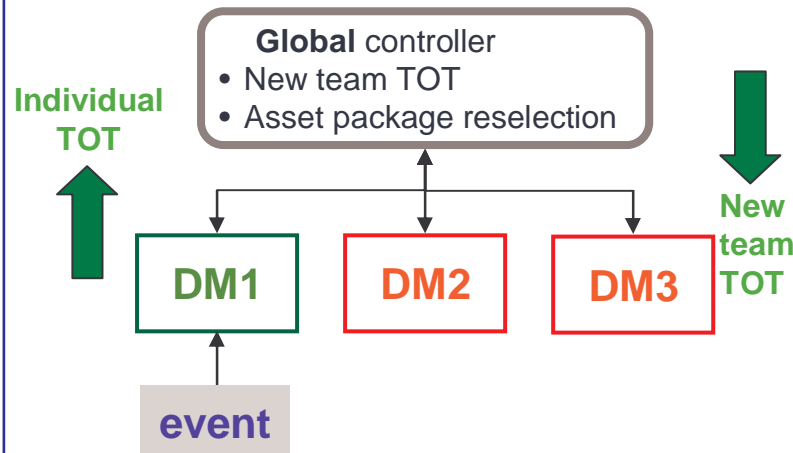 Global controller
• New team TOT
• Asset package reselection
Individual
TOT
New
team
TOT
DM1
DM2
DM3
event